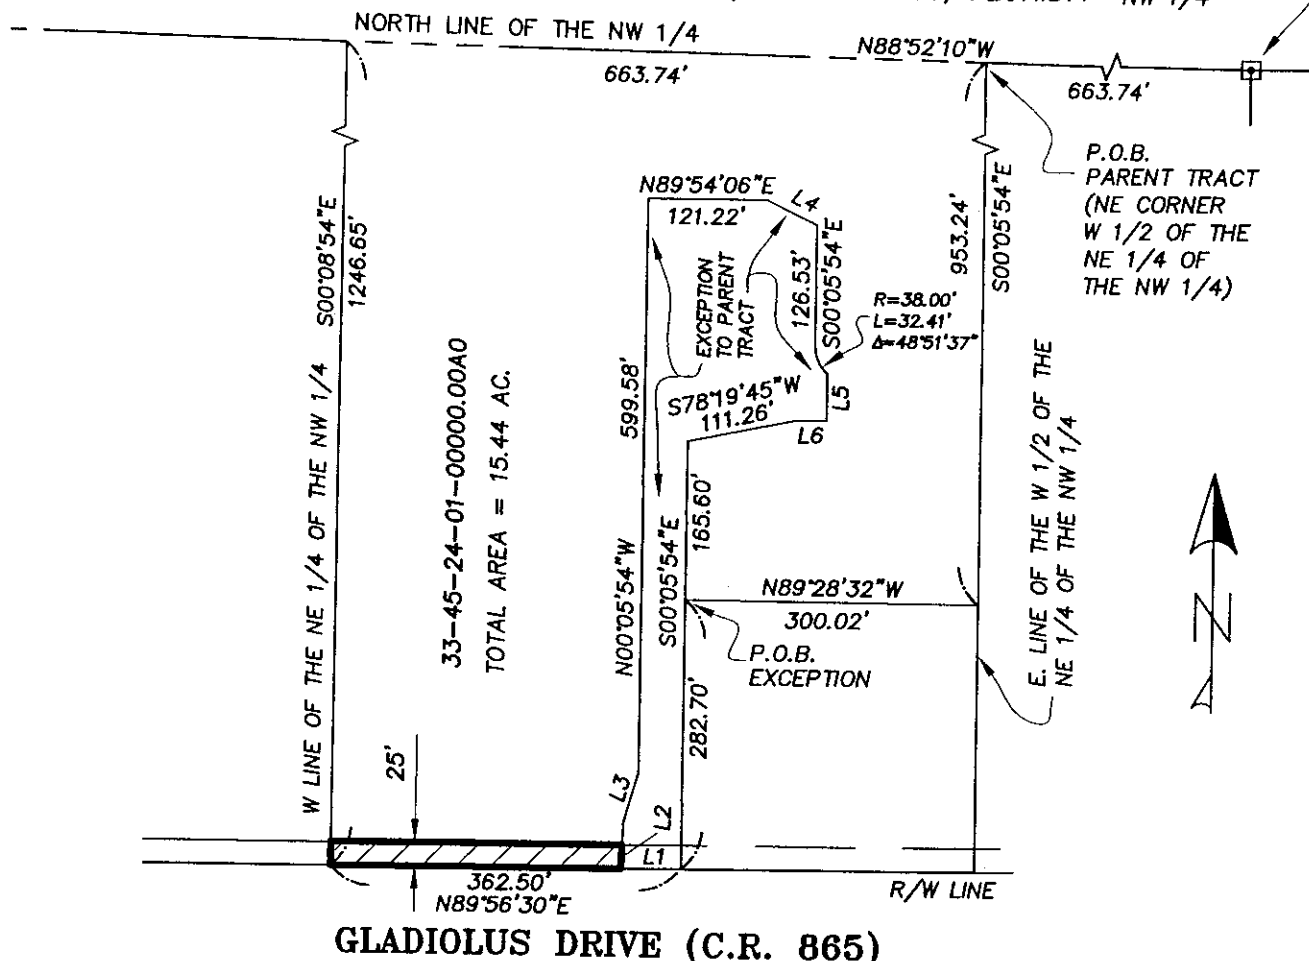 NW 1/4
NORTH LINE OF THE NW 1/4
N88°52'10"W
663.74'
663.74'
P.O.B.
PARENT TRACT
(NE CORNER
W 1/2 OF THE
NE 1/4 OF
THE NW 1/4)
N89°54'06"E
121.22'
L4
S00°08'54"E
1246.65'
W LINE OF THE NE 1/4 OF THE NW 1/4
33-45-24-01-00000.00A0
TOTAL AREA = 15.44 AC.
599.58'
N00°05'54"W
EXCEPTION
TO PARENT
TRACT
126.53'
S00°05'54"E
R=38.00'
L=32.41'
Δ=48°51'37"
953.24'
S00°05'54"E
S78°19'45"W
111.26'
L5
L6
165.60'
S00°05'54"E
N89°28'32"W
300.02'
P.O.B.
EXCEPTION
282.70'
E. LINE OF THE W 1/2 OF THE
NE 1/4 OF THE NW 1/4
N
25'
L3
L2
L1
362.50'
N89°56'30"E
R/W LINE
GLADIOLUS DRIVE (C.R. 865)